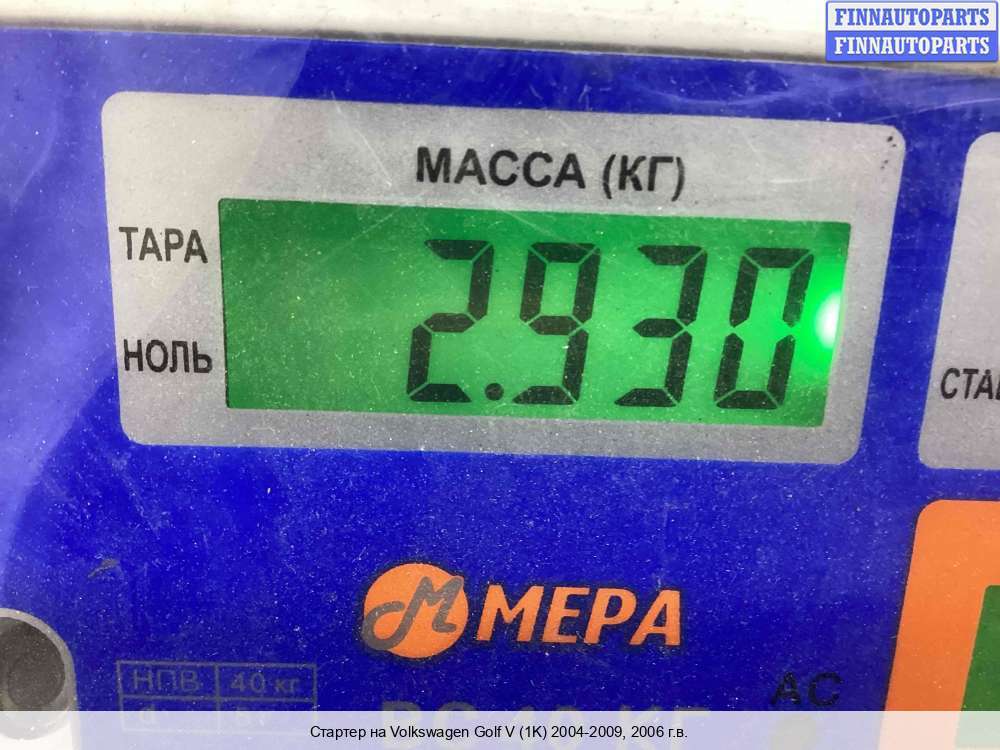 FINNAUTOPARTS
FINNAUTOPARTS
МАССА (КГ)
ТАРА
2.930
НОЛЬ
МЕРА
НПВ 40 кг
d
АС
Стартер на Volkswagen Golf V (1K) 2004-2009, 2006 г.в.